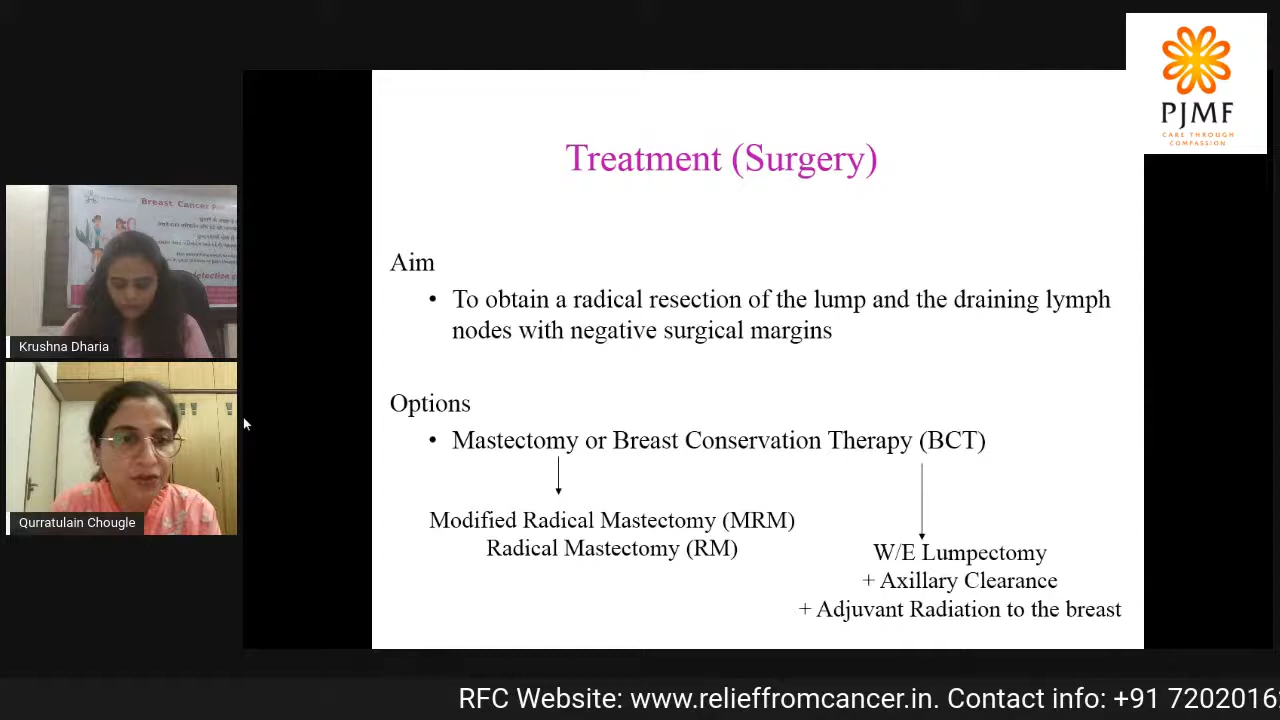 PJMF
CARE THROUGH
COMPASSION
Treatment (Surgery)
Aim
• To obtain a radical resection of the lump and the draining lymph
nodes with negative surgical margins
Options
• Mastectomy or Breast Conservation Therapy (BCT)
Modified Radical Mastectomy (MRM)
Radical Mastectomy (RM)
W/E Lumpectomy
+ Axillary Clearance
+ Adjuvant Radiation to the breast
Breast Cancer
detection
Krushna Dharia
Qurratulain Chougle
RFC Website: www.relieffromcancer.in. Contact info: +91 7202016